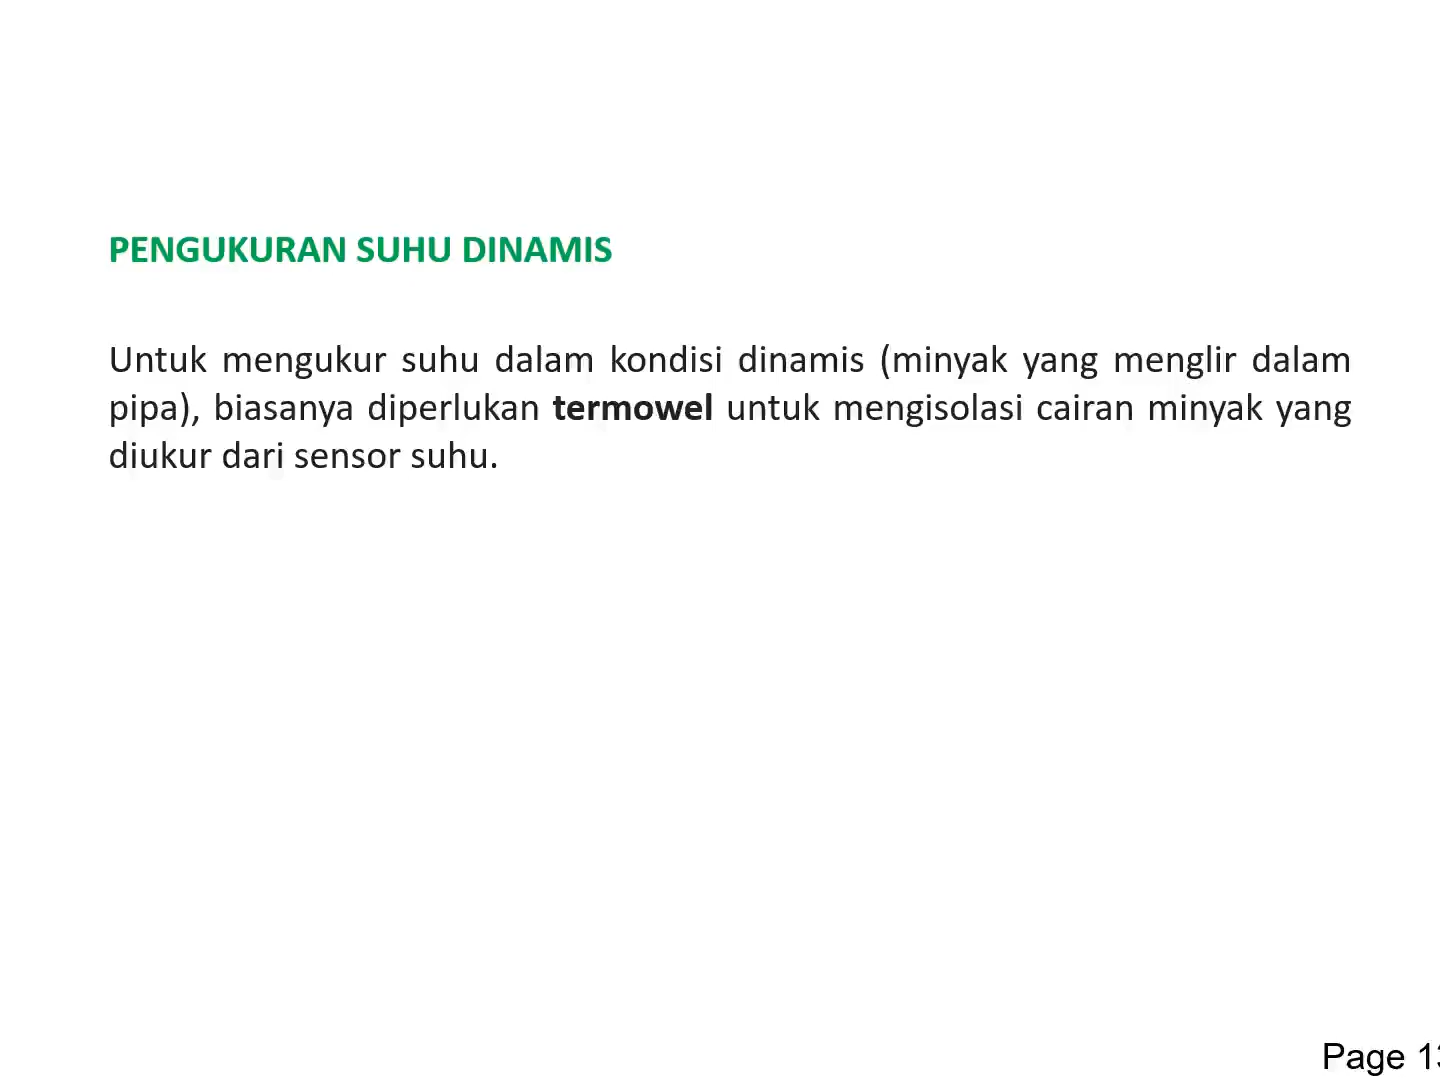 PENGUKURAN SUHU DINAMIS
Untuk mengukur suhu dalam kondisi dinamis (minyak yang menglir dalam
pipa), biasanya diperlukan termowel untuk mengisolasi cairan minyak yang
diukur dari sensor suhu.
Page